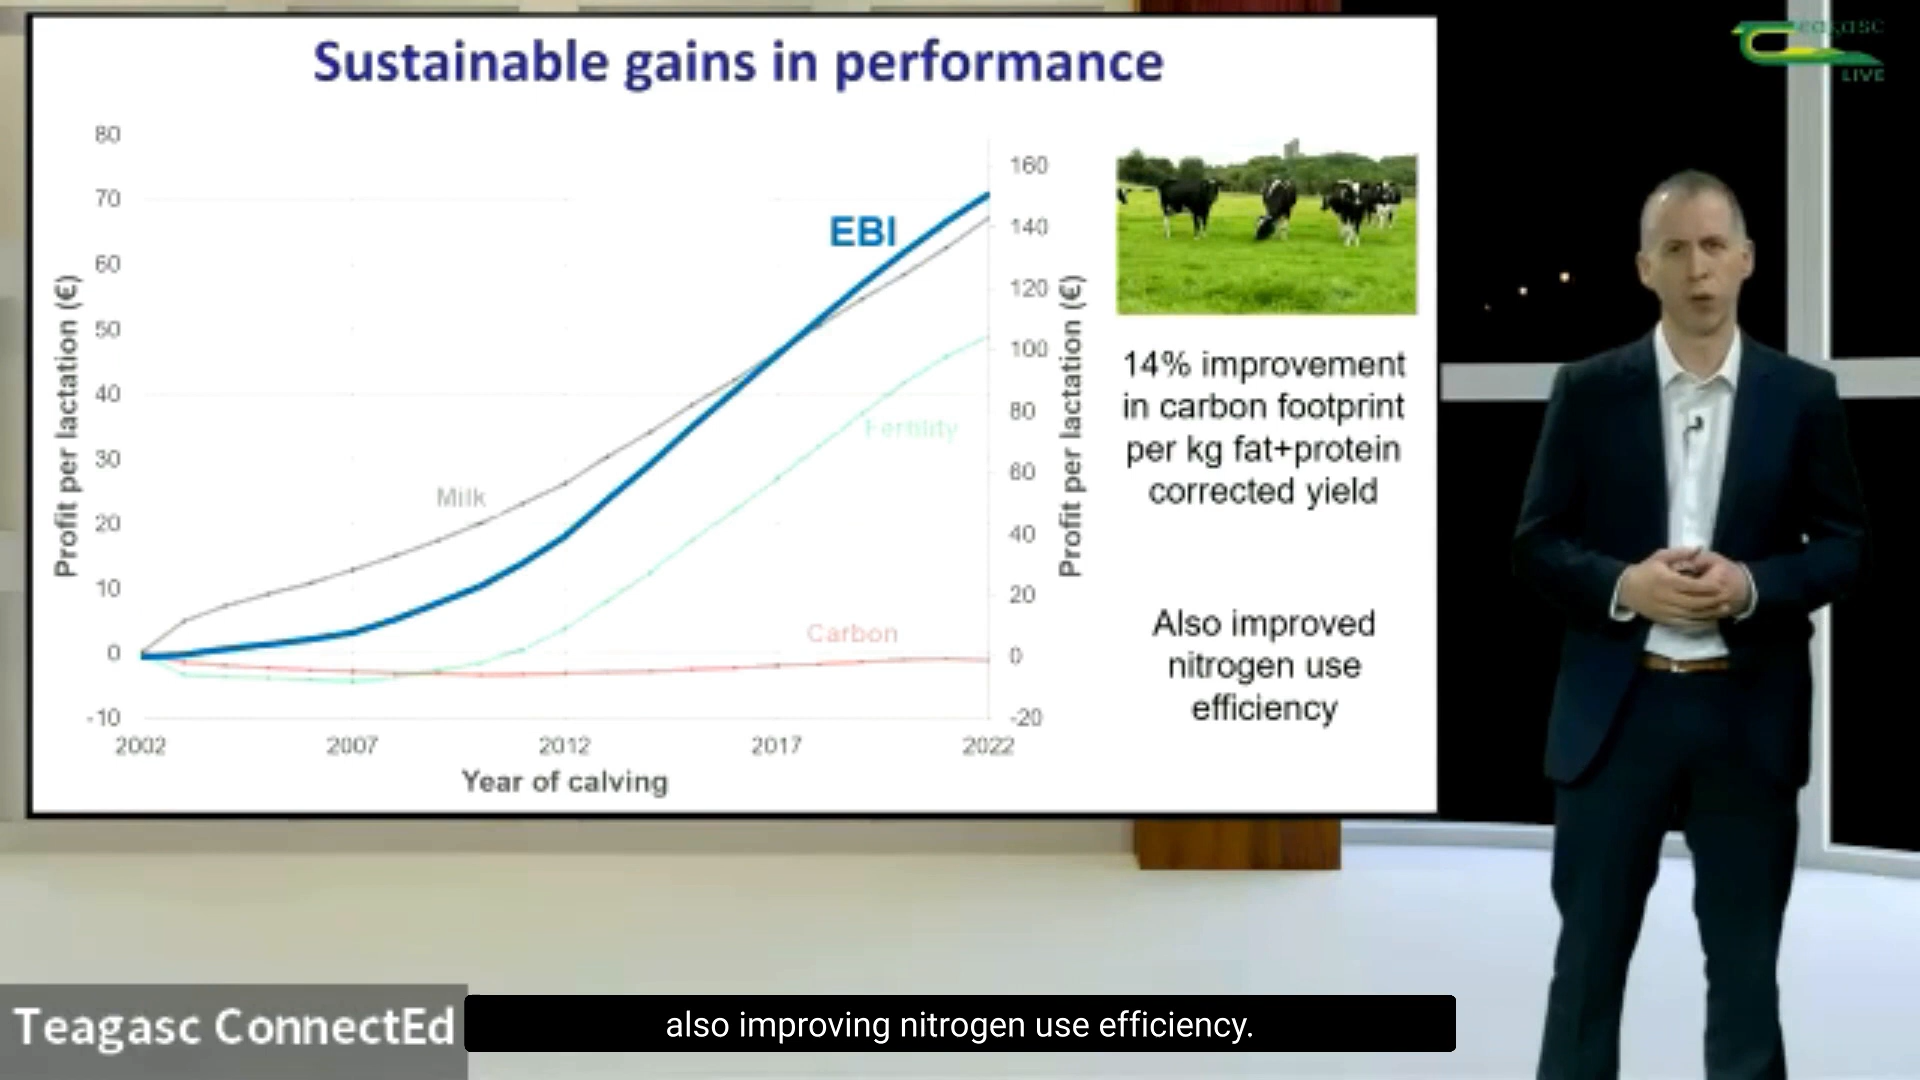 Sustainable gains in performance
Teagasc
LIVE
80
70
60
50
40
30
20
10
0
-10
Profit per lactation (€)
EBI
Milk
Fertility
Carbon
160
140
120
100
80
60
40
20
0
-20
Profit per lactation (€)
2002
2007
2012
2017
2022
Year of calving
14% improvement
in carbon footprint
per kg fat+protein
corrected yield
Also improved
nitrogen use
efficiency
Teagasc ConnectEd
also improving nitrogen use efficiency.